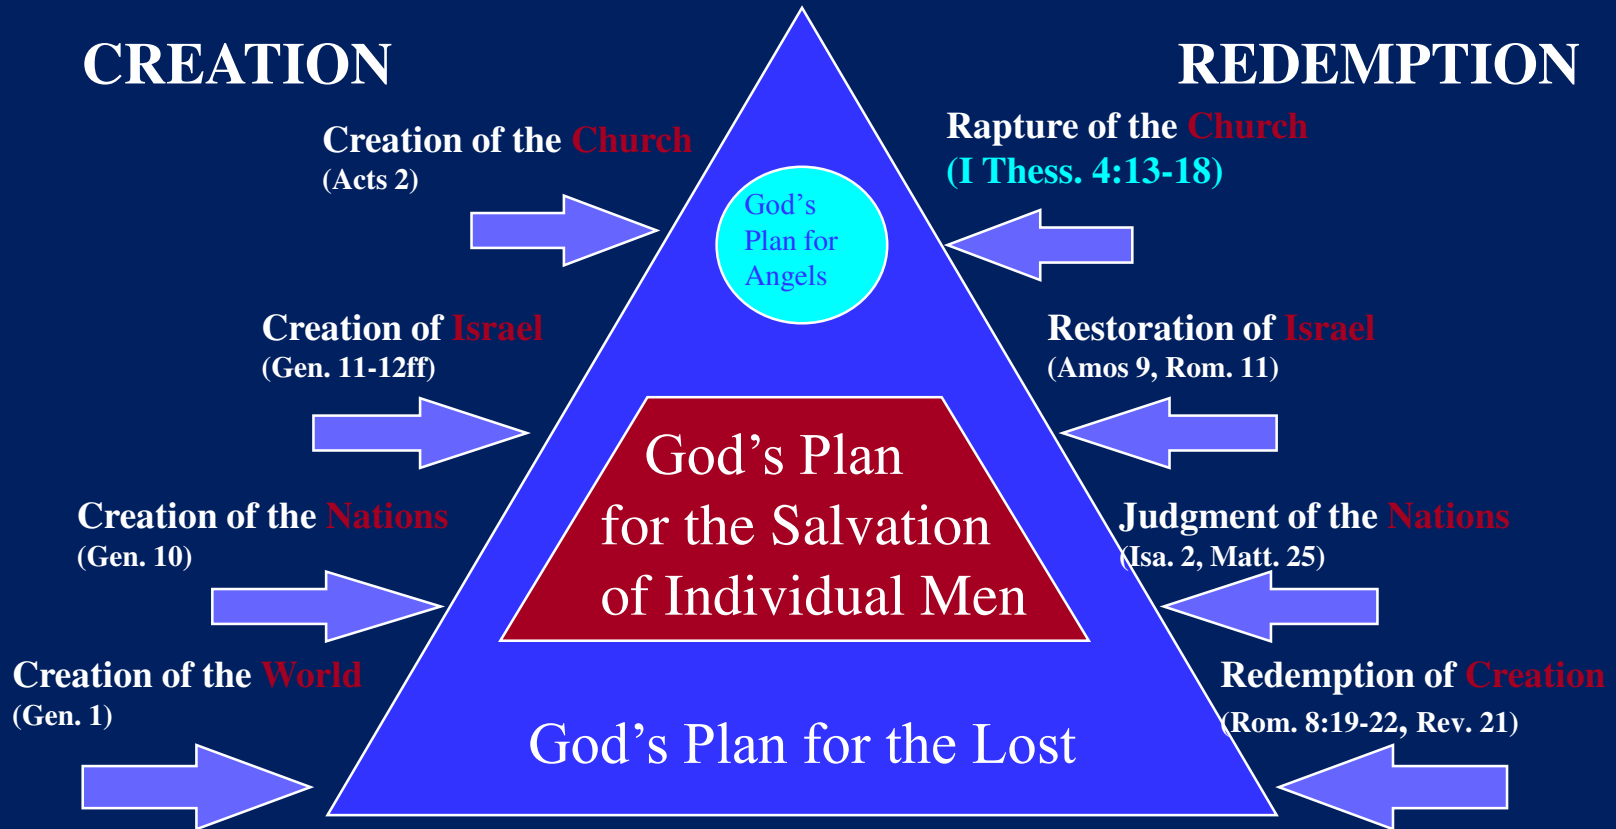 CREATION
REDEMPTION
Creation of the Church
(Acts 2)
Rapture of the Church
(I Thess. 4:13-18)
God’s
Plan for
Angels
Creation of Israel
(Gen. 11-12ff)
Restoration of Israel
(Amos 9, Rom. 11)
God’s Plan
for the Salvation
of Individual Men
Creation of the Nations
(Gen. 10)
Judgment of the Nations
(Isa. 2, Matt. 25)
Creation of the World
(Gen. 1)
Redemption of Creation
(Rom. 8:19-22, Rev. 21)
God’s Plan for the Lost